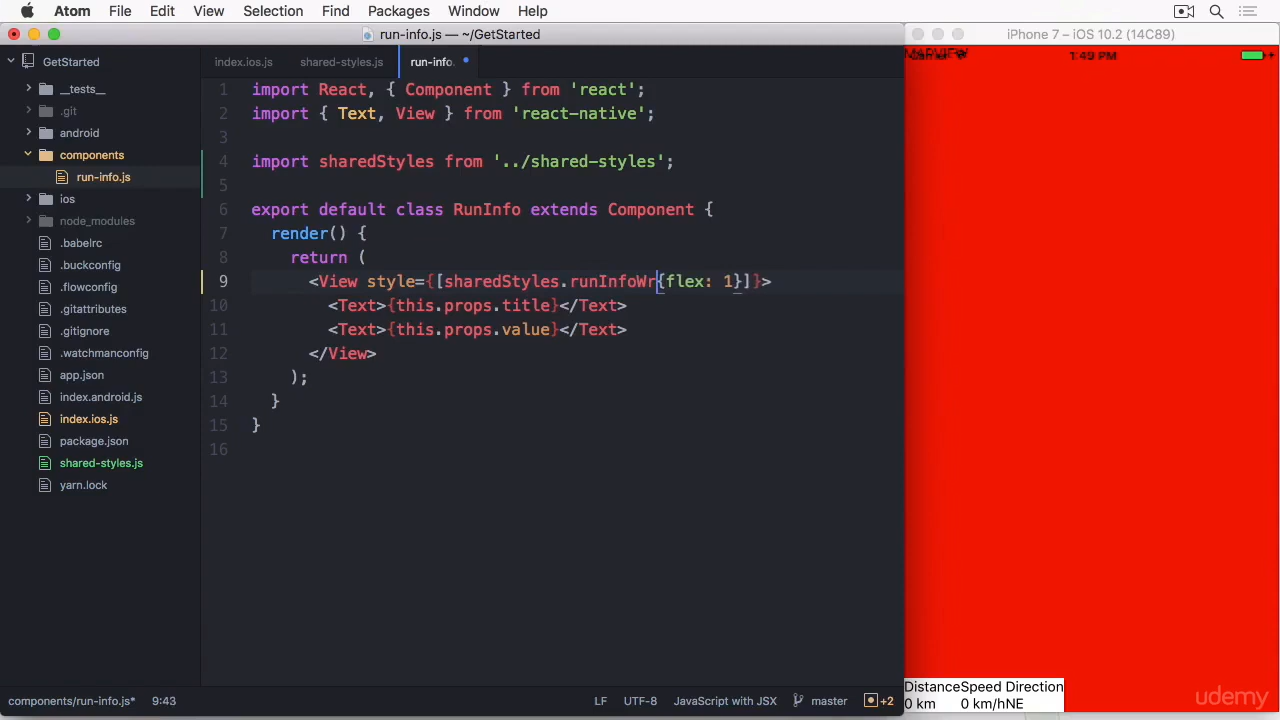 Atom File Edit View Selection Find Packages Window Help
run-info.js — ~/GetStarted
iPhone 7 – iOS 10.2 (14C89)
GetStarted
index.ios.js shared-styles.js run-info.
MAPVIEW
1:49 PM
__tests__
.git
android
components
run-info.js
ios
node_modules
.babelrc
.buckconfig
.flowconfig
.gitattributes
.gitignore
.watchmanconfig
app.json
index.android.js
index.ios.js
package.json
shared-styles.js
yarn.lock
1 import React, { Component } from 'react';
2 import { Text, View } from 'react-native';
3
4 import sharedStyles from '../shared-styles';
5
6 export default class RunInfo extends Component {
7 render() {
8 return (
9 <View style={[sharedStyles.runInfoWr{flex: 1}]}>
10 <Text>{this.props.title}</Text>
11 <Text>{this.props.value}</Text>
12 </View>
13 );
14 }
15 }
16
DistanceSpeed Direction
0 km 0 km/hNE
udemy
components/run-info.js* 9:43 LF UTF-8 JavaScript with JSX master +2